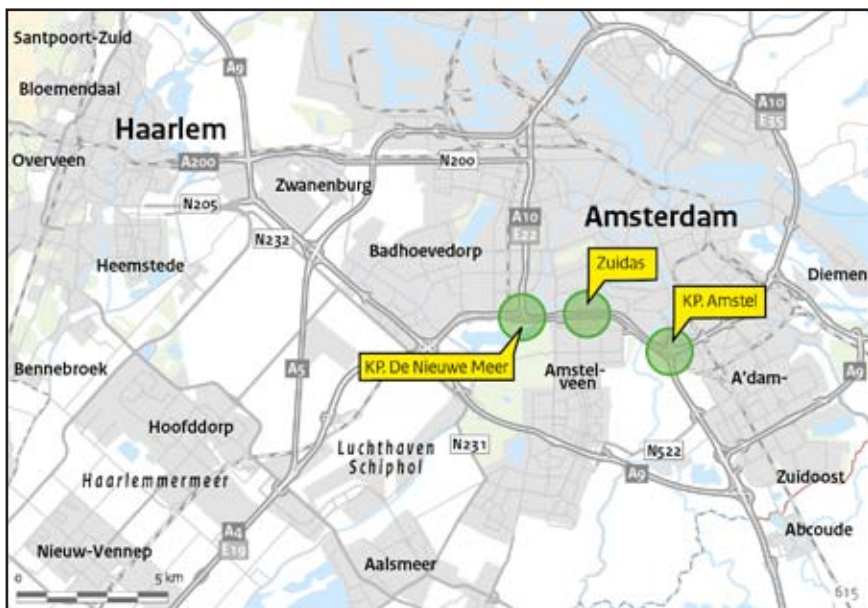 Santpoort-Zuid
A9
Bloemendaal
A10
E35
Haarlem
Overveen
A200
N200
Zwanenburg
N205
A10
E22
Amsterdam
N232
Badhoevedorp
Zuidas
Heemstede
Diemen
KP. Amstel
KP. De Nieuwe Meer
Bennebroek
A5
Amstel-
veen
A'dam-
A9
Hoofddorp
Luchthaven
Schiphol
N231
N522
Haarlemmermeer
A9
Zuidoost
A4
E19
Abcoude
Nieuw-Vennep
Aalsmeer
0 5 km
615